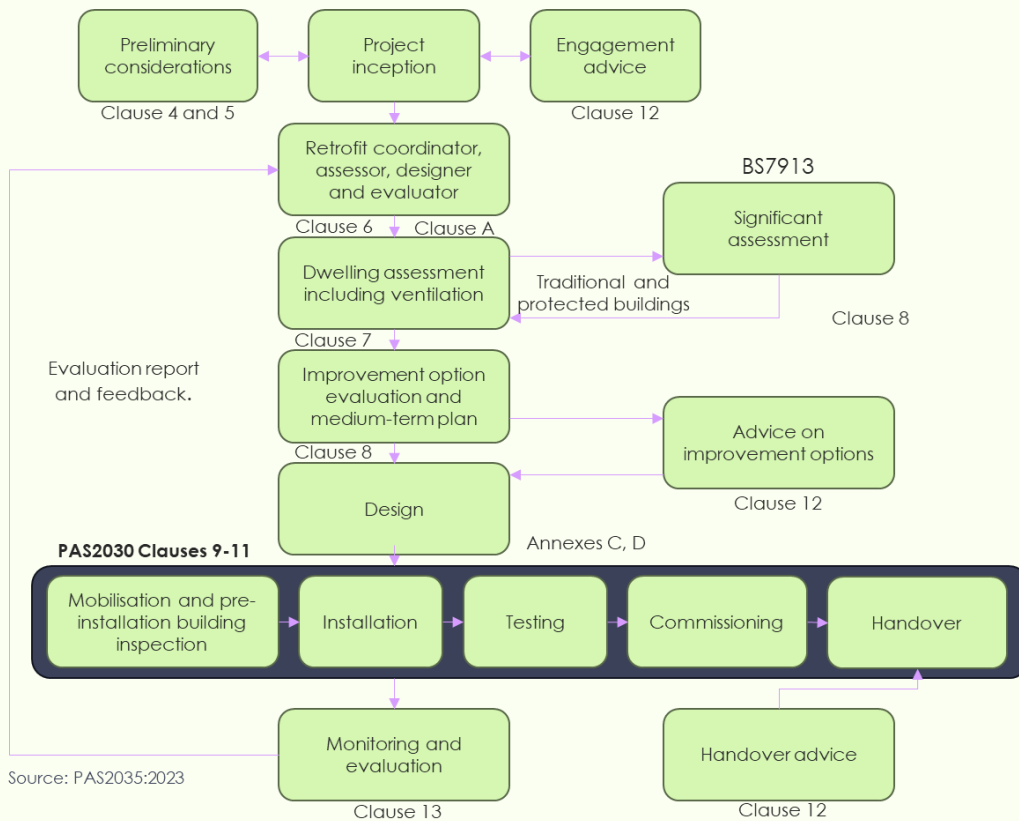 Preliminary
considerations
Project
inception
Engagement
advice
Clause 4 and 5
Clause 12
Retrofit coordinator,
assessor, designer
and evaluator
BS7913
Significant
assessment
Clause 6
Clause A
Dwelling assessment
including ventilation
Traditional and
protected buildings
Clause 8
Clause 7
Evaluation report
and feedback.
Improvement option
evaluation and
medium-term plan
Advice on
improvement options
Clause 8
Clause 12
Design
Annexes C, D
PAS2030 Clauses 9-11
Mobilisation and pre-
installation building
inspection
Installation
Testing
Commissioning
Handover
Monitoring and
evaluation
Handover advice
Source: PAS2035:2023
Clause 13
Clause 12